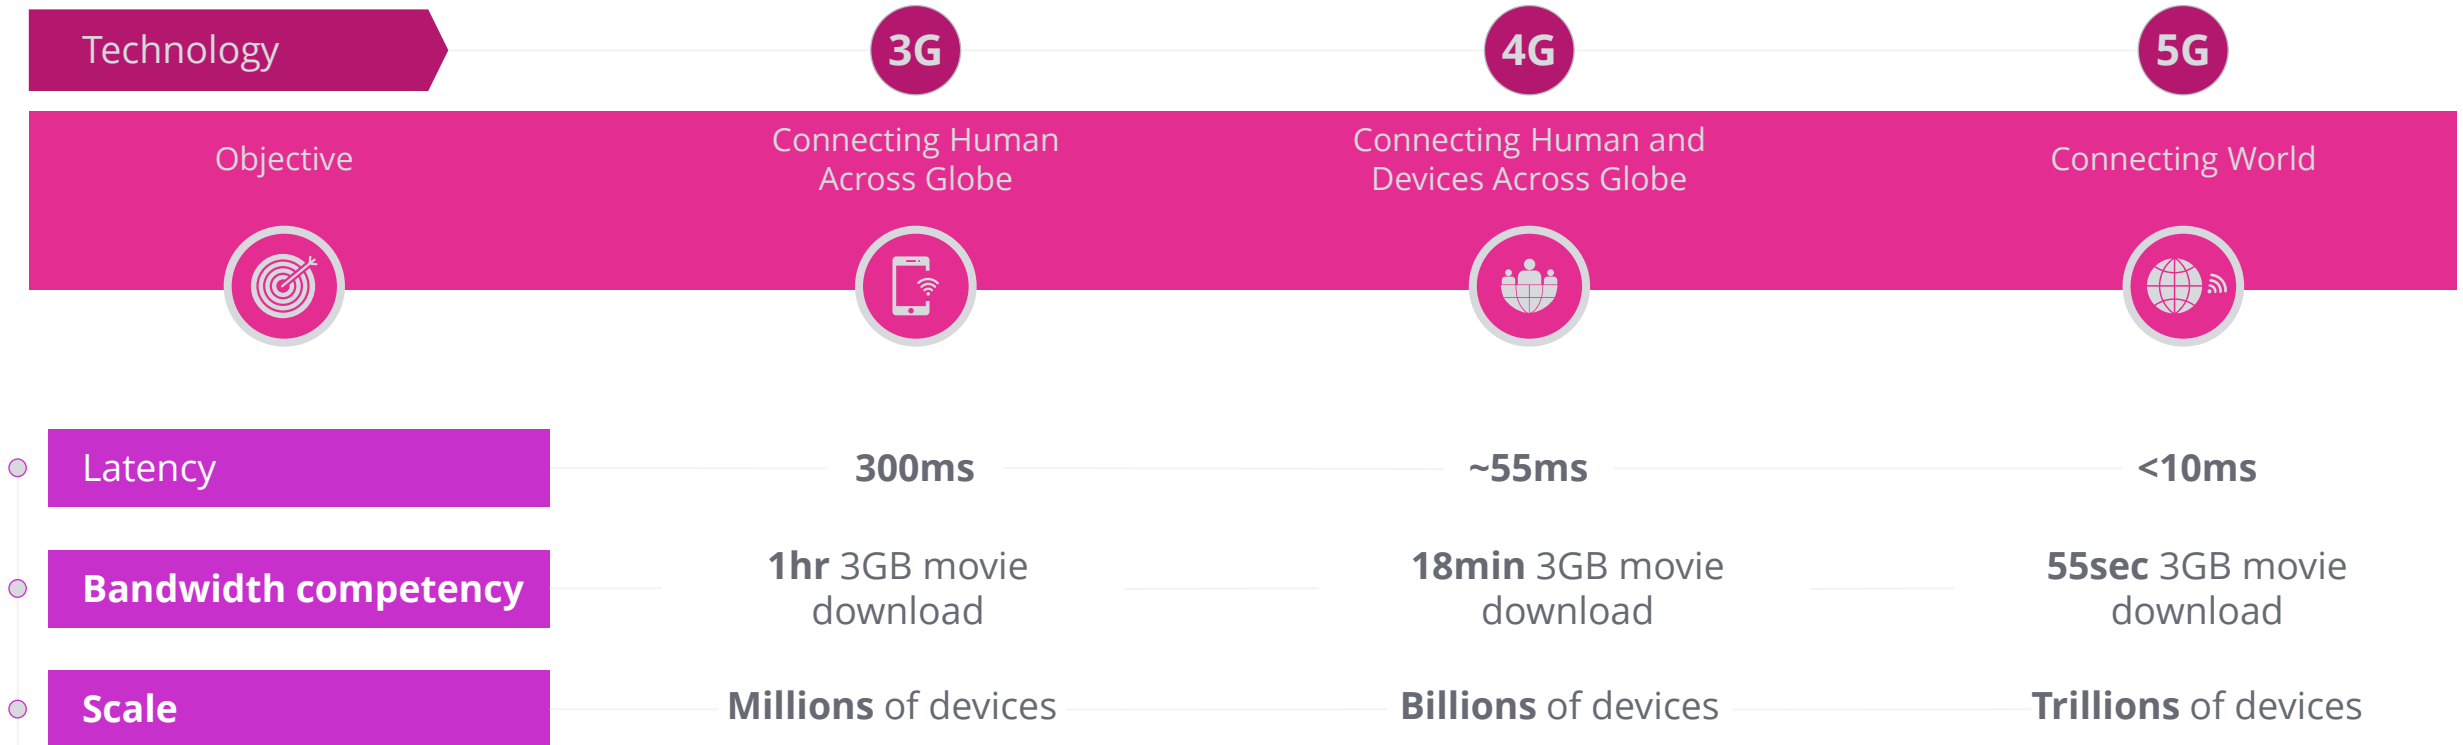 Technology
3G
4G
5G
Objective
Connecting Human
Across Globe
Connecting Human and
Devices Across Globe
Connecting World
Latency
300ms
~55ms
<10ms
Bandwidth competency
1hr 3GB movie
download
18min 3GB movie
download
55sec 3GB movie
download
Scale
Millions of devices
Billions of devices
Trillions of devices